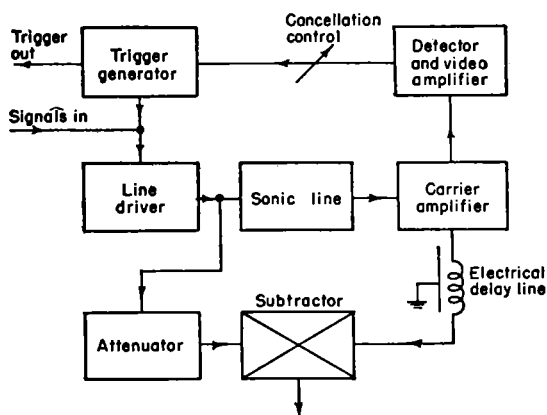 Cancellation
control
Trigger
out
Trigger
generator
Detector
and video
amplifier
Signals in
Line
driver
Sonic line
Carrier
amplifier
Electrical
delay line
Subtractor
Attenuator